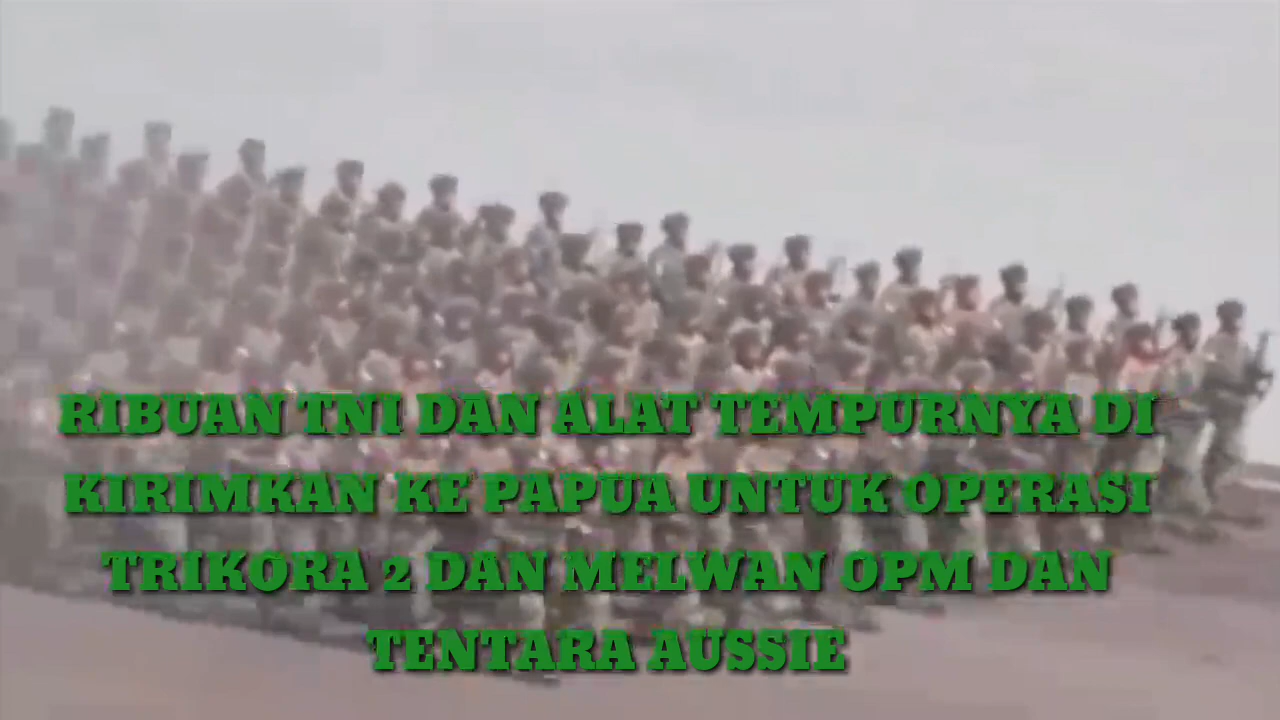 RIBUAN TNI DAN ALAT TEMPURNYA DI
KIRIMKAN KE PAPUA UNTUK OPERASI
TRIKORA 2 DAN MELWAN OPM DAN
TENTARA AUSSIE